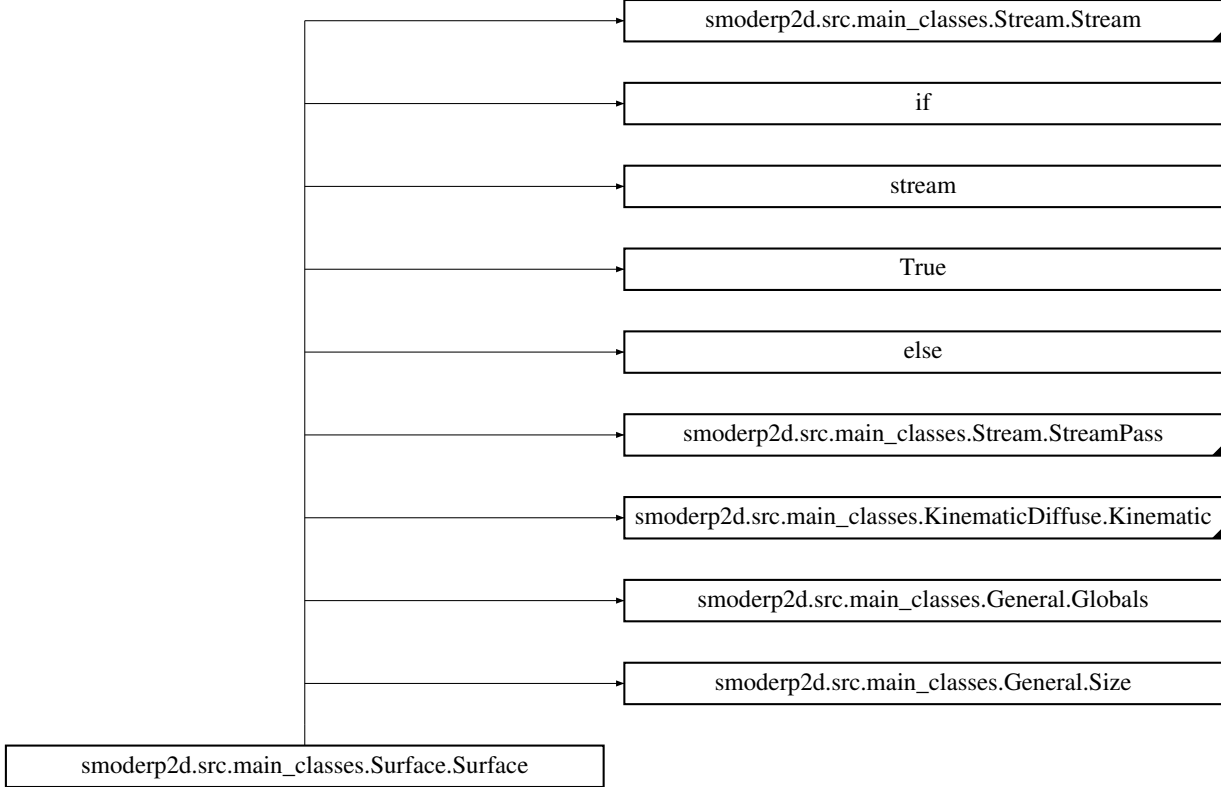 smoderp2d.src.main_classes.Stream.Stream
if
stream
True
else
smoderp2d.src.main_classes.Stream.StreamPass
smoderp2d.src.main_classes.KinematicDiffuse.Kinematic
smoderp2d.src.main_classes.General.Globals
smoderp2d.src.main_classes.General.Size
smoderp2d.src.main_classes.Surface.Surface